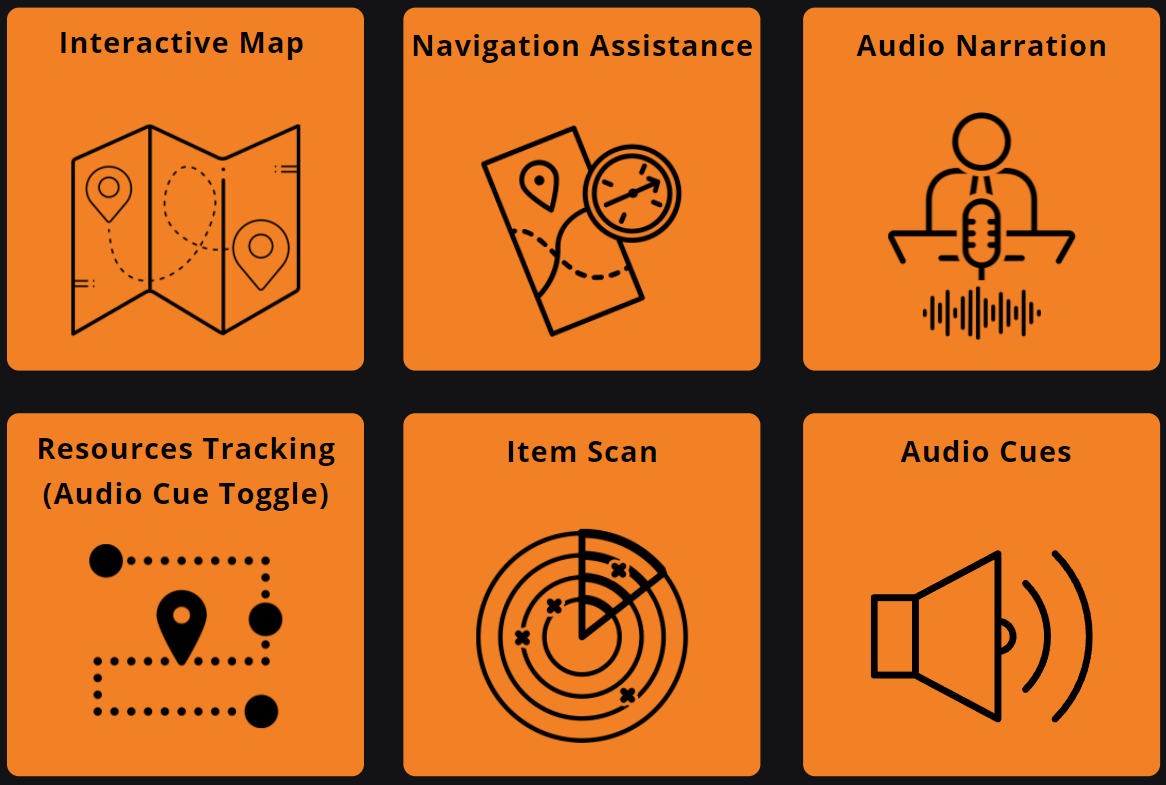 Interactive Map
Navigation Assistance
Audio Narration
Resources Tracking
(Audio Cue Toggle)
Item Scan
Audio Cues